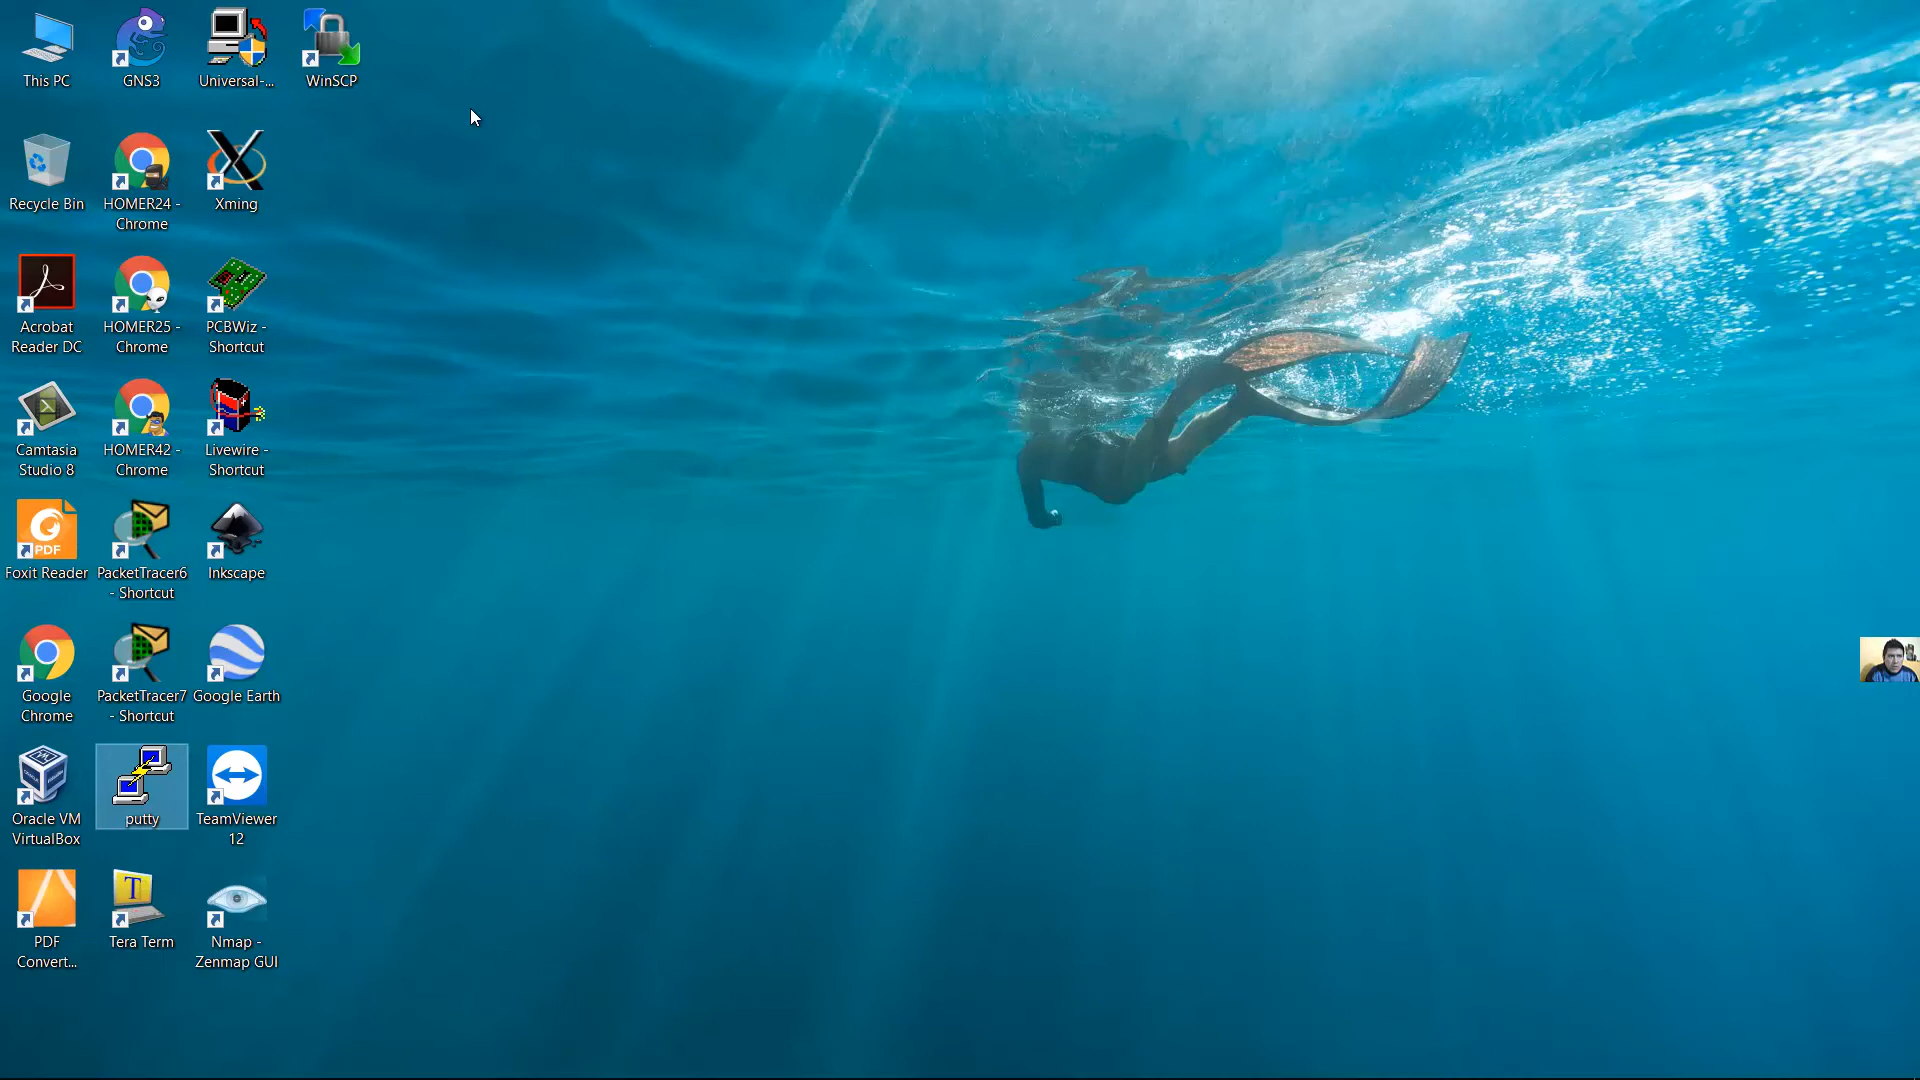 This PC
GNS3
Universal-...
WinSCP
Recycle Bin
HOMER24 -
Chrome
Xming
Acrobat
Reader DC
HOMER25 -
Chrome
PCBWiz -
Shortcut
Camtasia
Studio 8
HOMER42 -
Chrome
Livewire -
Shortcut
PDF
Foxit Reader
PacketTracer6
- Shortcut
Inkscape
Google
Chrome
PacketTracer7
- Shortcut
Google Earth
Oracle VM
VirtualBox
putty
TeamViewer
12
PDF
Convert...
T
Tera Term
Nmap -
Zenmap GUI